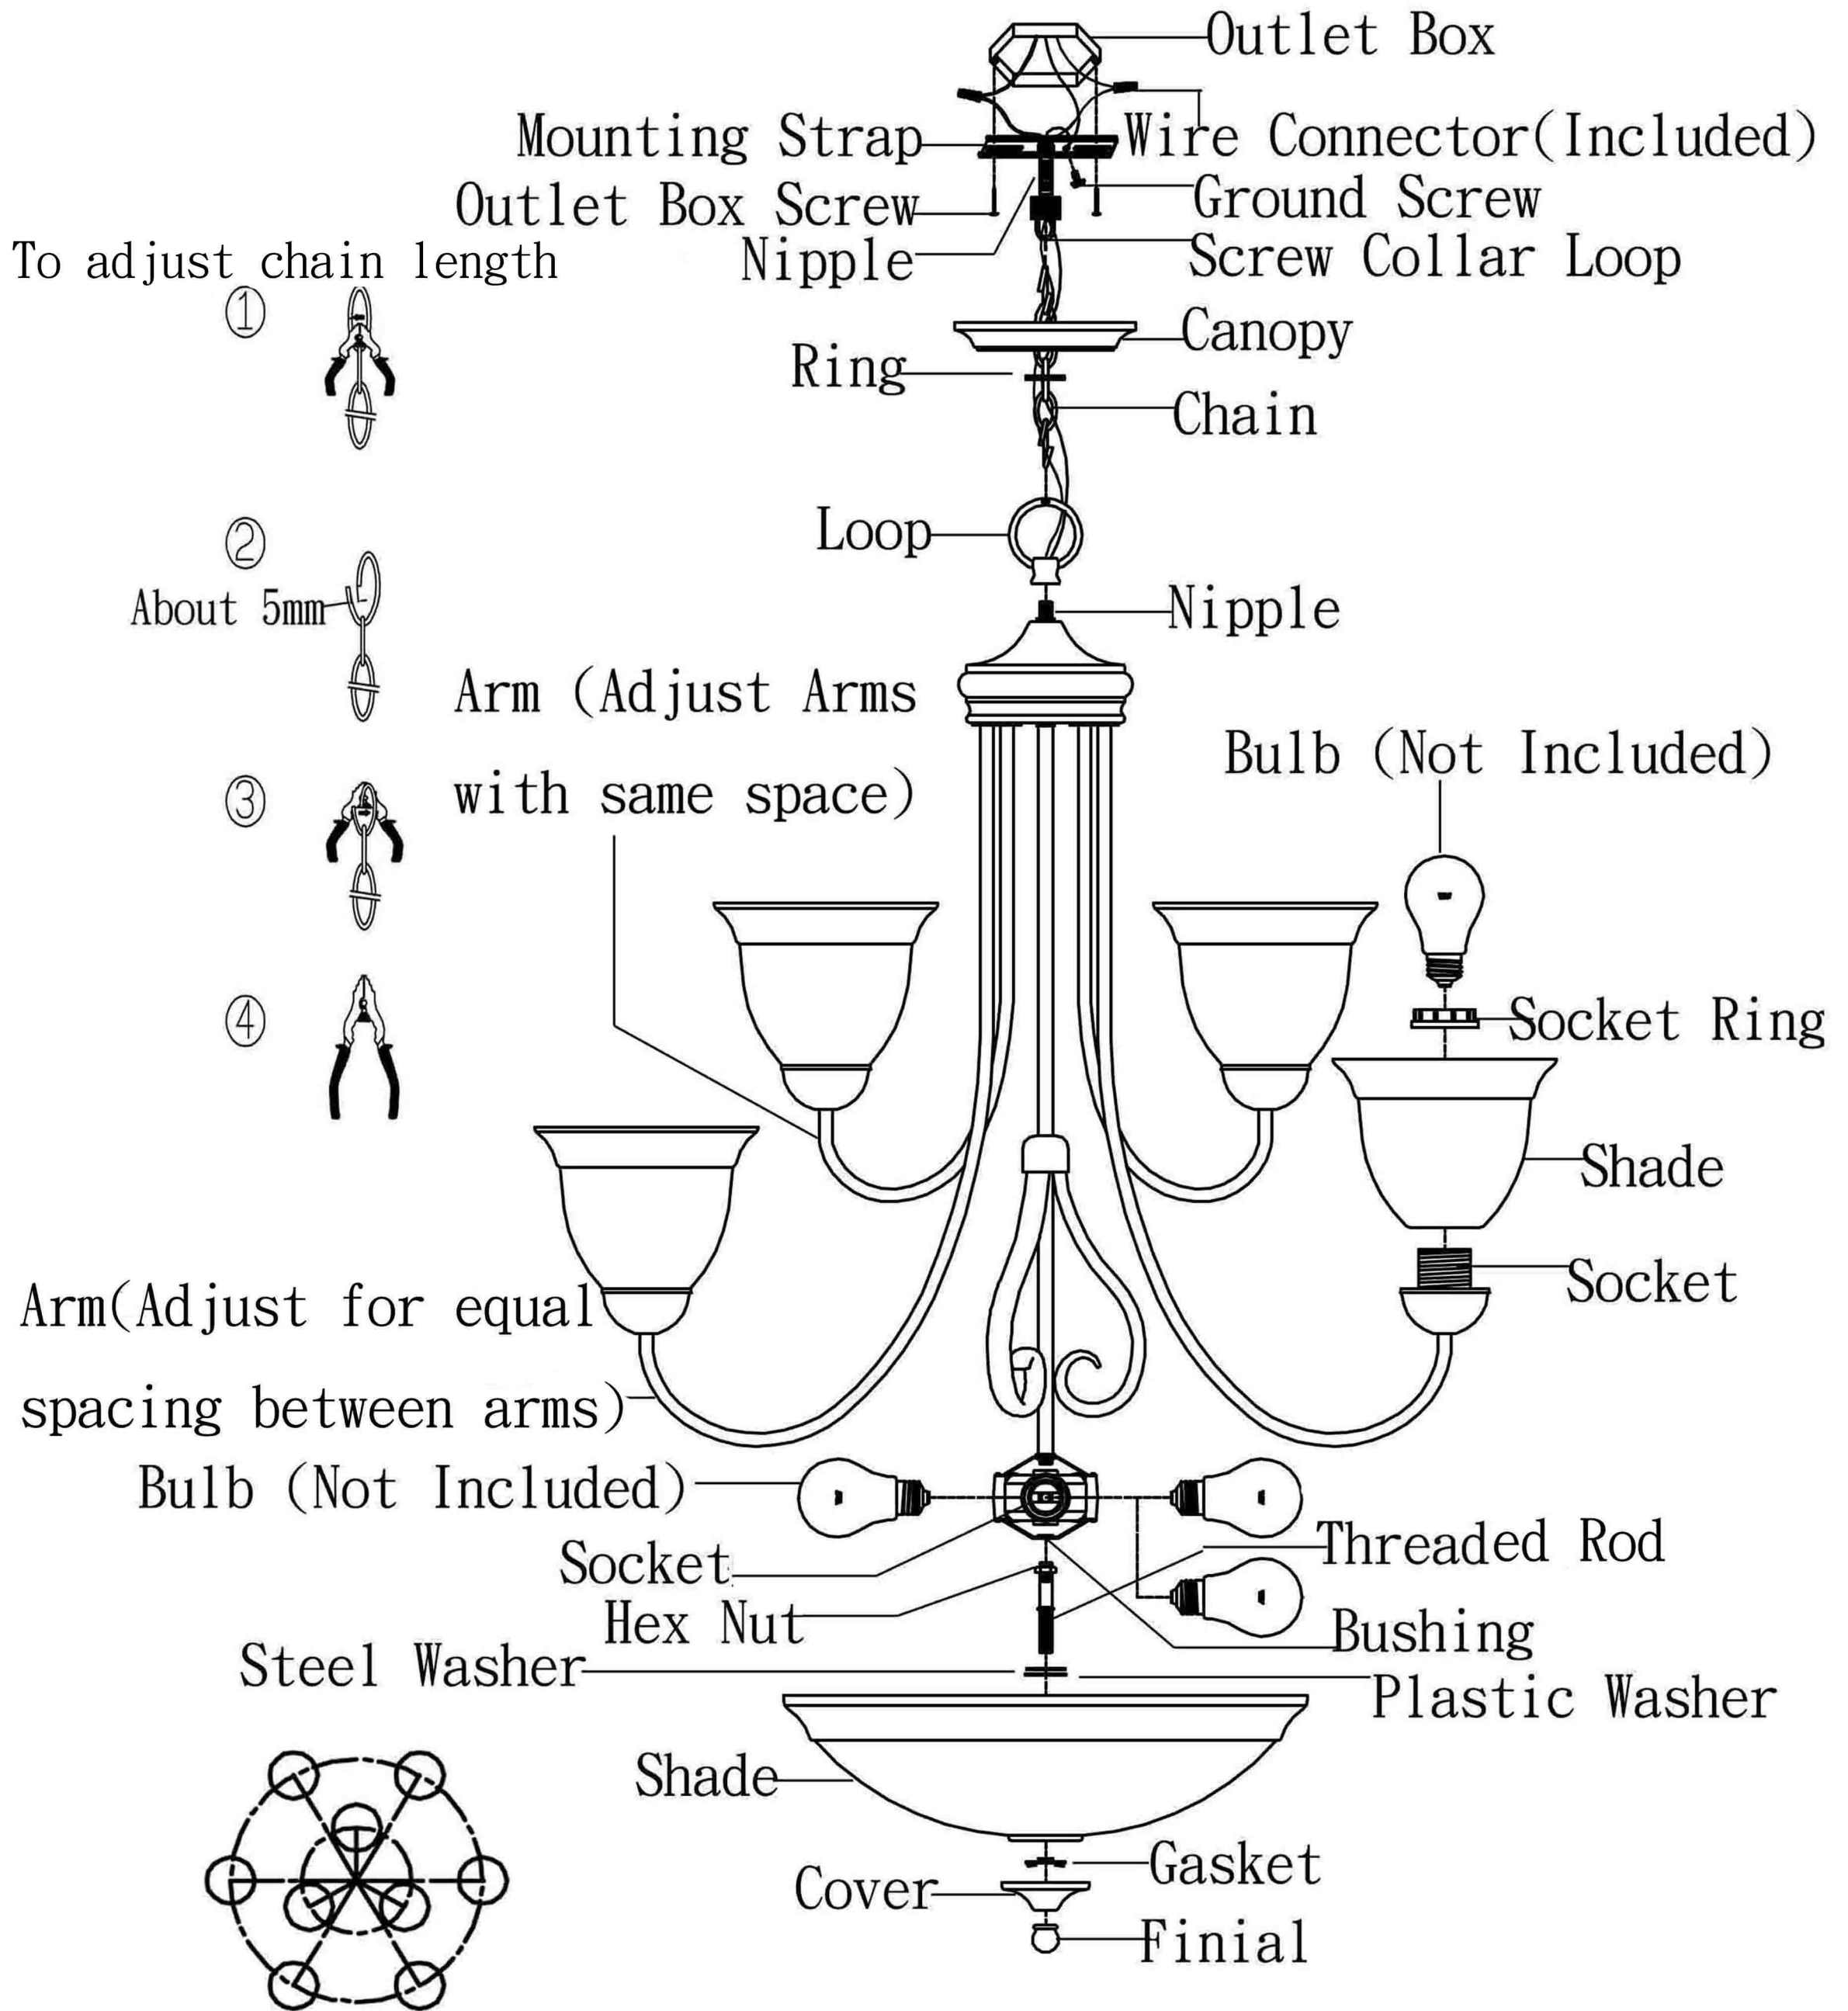 Outlet Box
Mounting Strap
Wire Connector(Included)
Outlet Box Screw
Ground Screw
Nipple
Screw Collar Loop
To adjust chain length
1
Canopy
Ring
Chain
Loop
2
About 5mm
Nipple
Arm (Adjust Arms
with same space)
Bulb (Not Included)
3
4
Socket Ring
Shade
Socket
Arm(Adjust for equal
spacing between arms)
Bulb (Not Included)
Socket
Threaded Rod
Hex Nut
Bushing
Steel Washer
Plastic Washer
Shade
Gasket
Cover
Finial